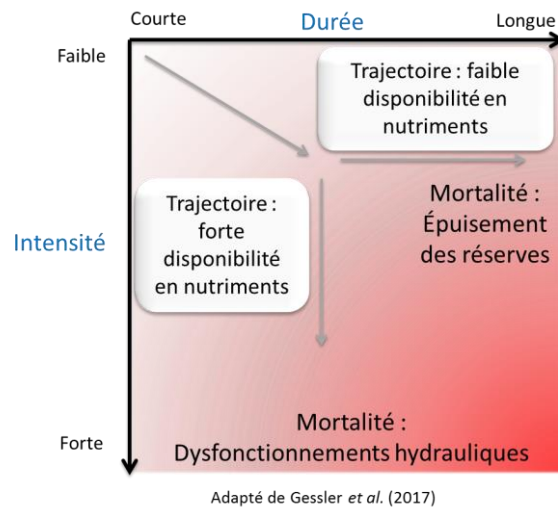 Courte
Durée
Longue
Faible
Trajectoire : faible
disponibilité en
nutriments
Trajectoire :
forte
disponibilité
en nutriments
Mortalité :
Épuisement
des réserves
Intensité
Mortalité :
Dysfonctionnements hydrauliques
Forte
Adapté de Gessler et al. (2017)